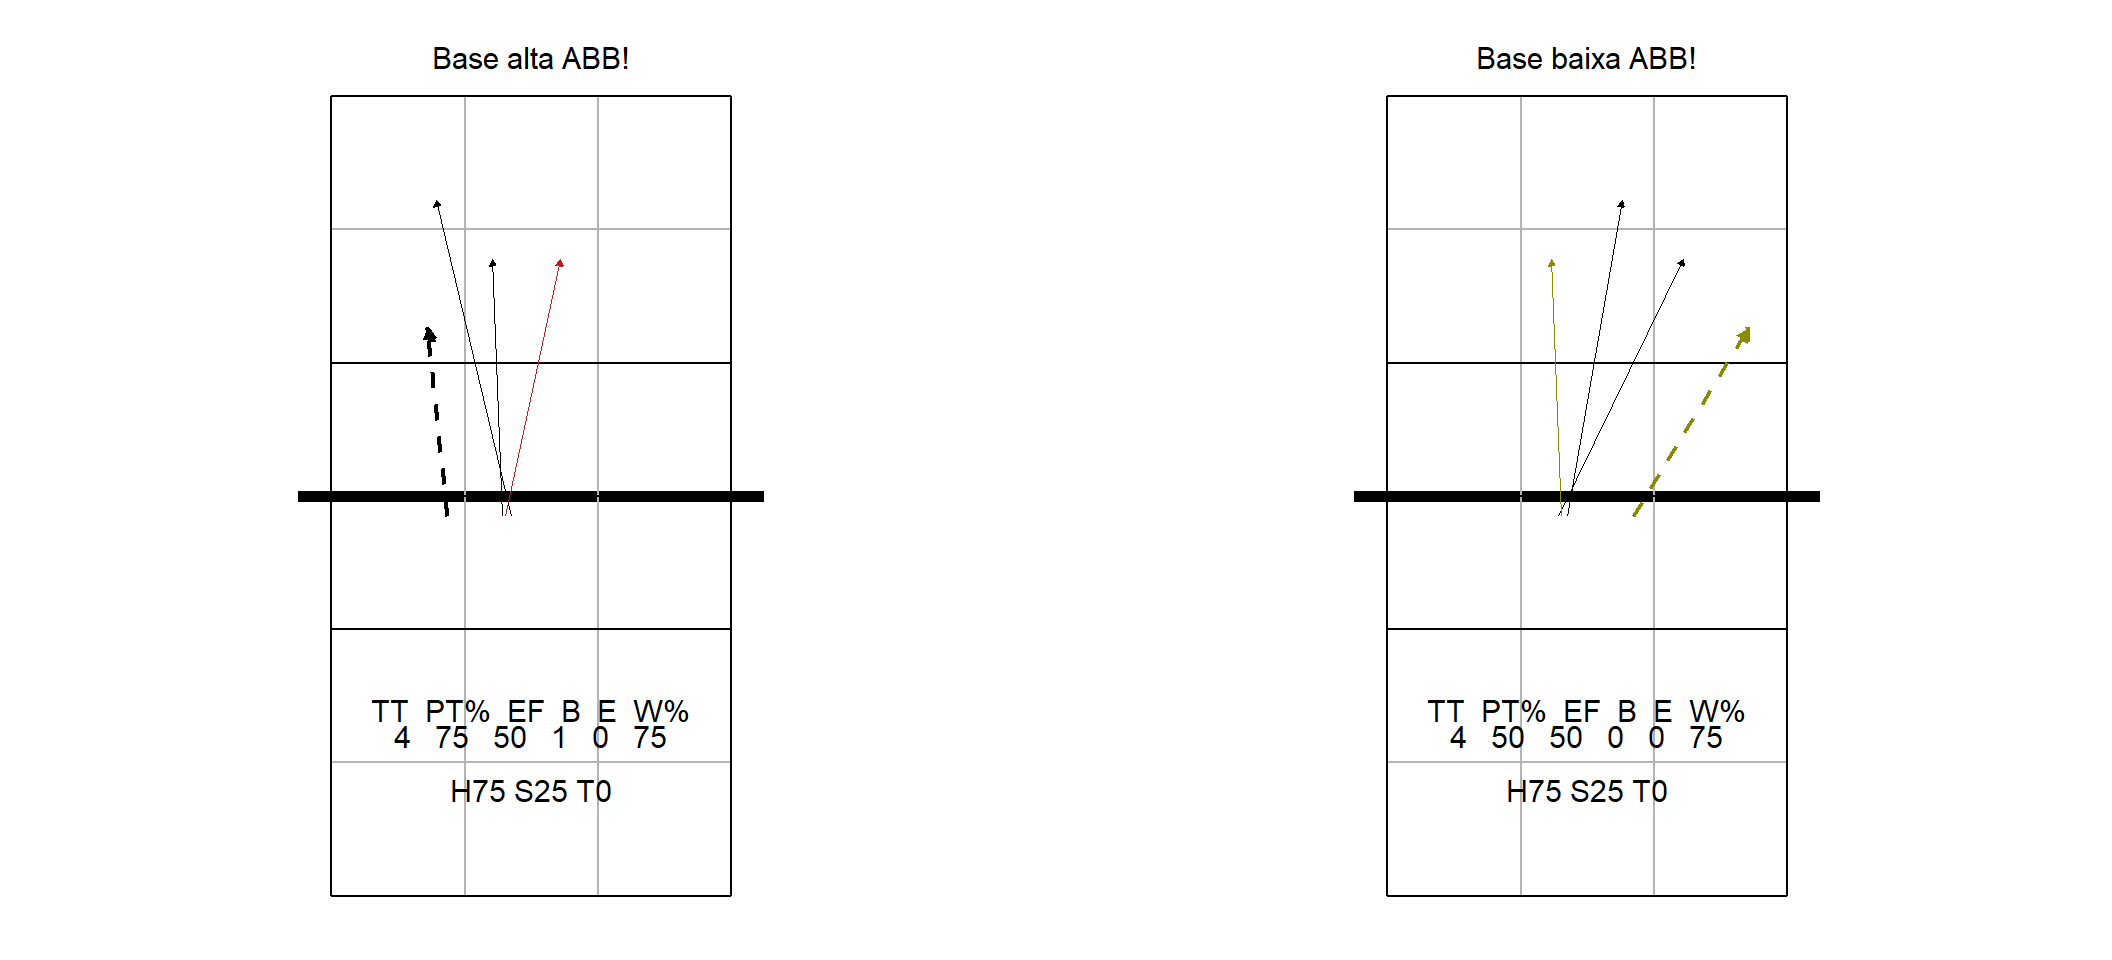 Base alta ABB!
TT PT% EF B E W%
4 75 50 1 0 75
H75 S25 T0
Base baixa ABB!
TT PT% EF B E W%
4 50 50 0 0 75
H75 S25 T0